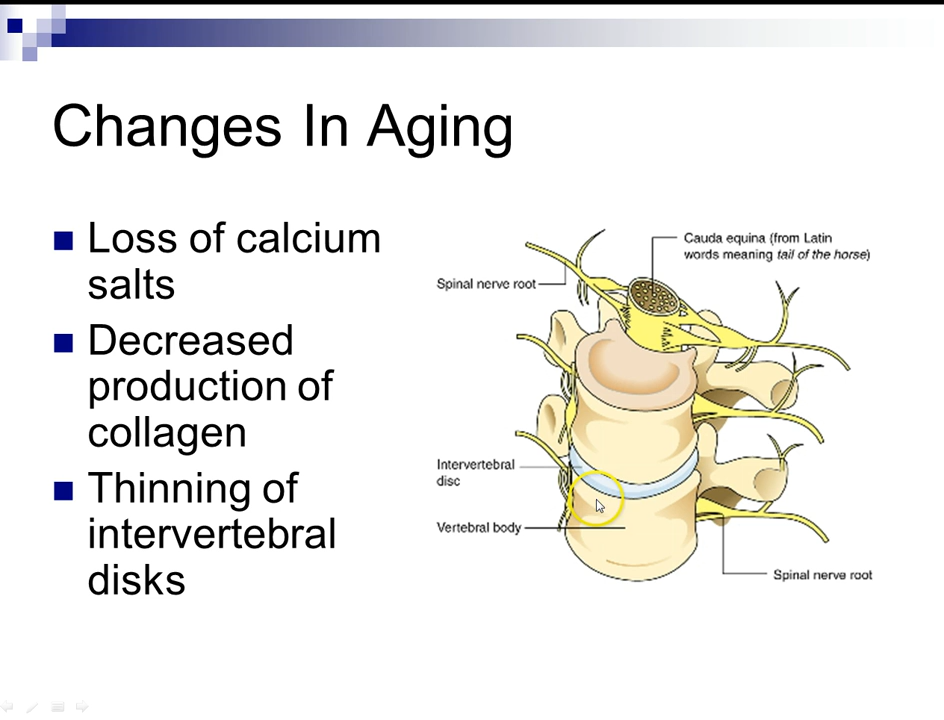 Changes In Aging
Loss of calcium
salts
Decreased
production of
collagen
Thinning of
intervertebral
disks
Cauda equina (from Latin
words meaning tail of the horse)
Spinal nerve root
Intervertebral
disc
Vertebral body
Spinal nerve root